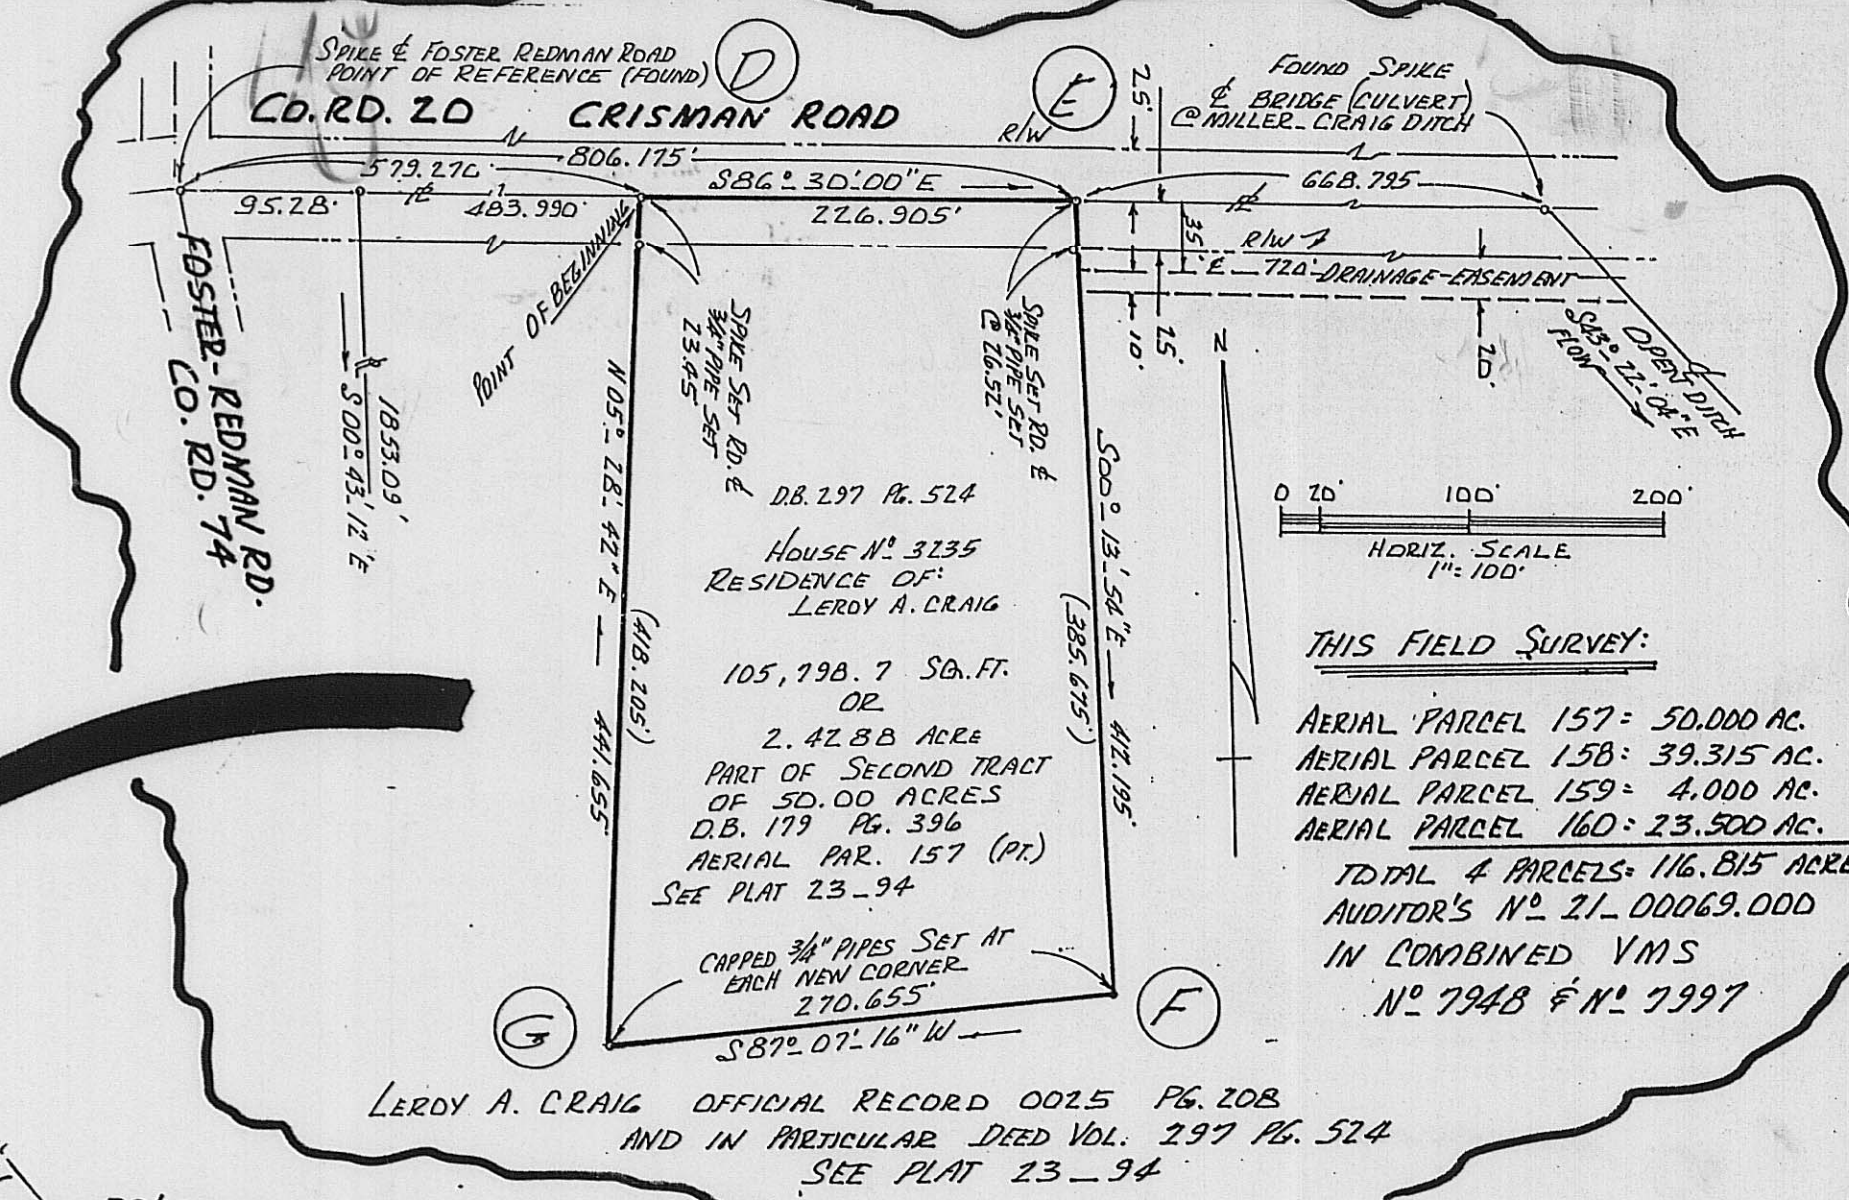 SPIKE ₵ FOSTER REDMAN ROAD
POINT OF REFERENCE (FOUND)
D
E
FOUND SPIKE
₵ BRIDGE (CULVERT)
@ MILLER-CRAIG DITCH
CO. RD. 20 CRISMAN ROAD
R/W
25'
579.270'
806.175'
S86°-30'-00"E
668.795
95.28'
₵
483.990'
226.905'
₵
35'
R/W
₵ 720' DRAINAGE-EASEMENT
25'
10'
20'
FOSTER-REDMAN RD.
CO. RD. 74
1853.09'
S00°-43'-12"E
POINT OF BEGINNING
SPIKE SET RD. ₵
3/4" PIPE SET
23.45'
SPIKE SET RD. ₵
3/4" PIPE SET
@ 26.52'
OPEN DITCH
S43°-22'-04"E
FLOW
N
N05°-28'-42"E
441.655'
(418.205')
S00°-13'-54"E
412.195'
(385.675')
D.B. 297 PG. 524
HOUSE Nº 3235
RESIDENCE OF:
LEROY A. CRAIG
105,798.7 SQ. FT.
OR
2.4288 ACRE
PART OF SECOND TRACT
OF 50.00 ACRES
D.B. 179 PG. 396
AERIAL PAR. 157 (PT.)
SEE PLAT 23-94
CAPPED 3/4" PIPES SET AT
EACH NEW CORNER
270.655'
S87°-07'-16"W
G
F
0 20' 100' 200'
HORIZ. SCALE
1"=100'
THIS FIELD SURVEY:
AERIAL PARCEL 157= 50.000 AC.
AERIAL PARCEL 158: 39.315 AC.
AERIAL PARCEL 159= 4.000 AC.
AERIAL PARCEL 160: 23.500 AC.
TOTAL 4 PARCELS= 116.815 ACRE
AUDITOR'S Nº 21-00069.000
IN COMBINED VMS
Nº 7948 & Nº 7997
LEROY A. CRAIG OFFICIAL RECORD 0025 PG. 208
AND IN PARTICULAR DEED VOL. 297 PG. 524
SEE PLAT 23-94